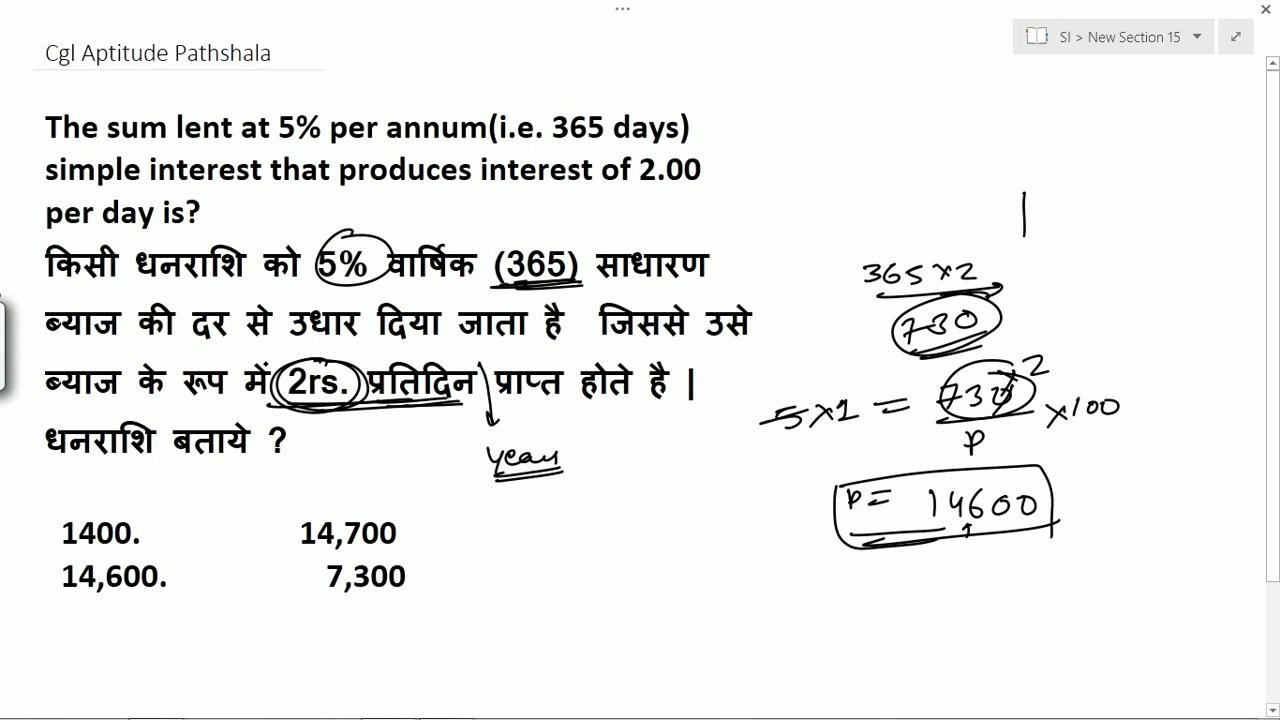 Cgl Aptitude Pathshala
SI > New Section 15
The sum lent at 5% per annum(i.e. 365 days)
simple interest that produces interest of 2.00
per day is?
किसी धनराशि को 5% वार्षिक (365) साधारण
ब्याज की दर से उधार दिया जाता है जिससे उसे
ब्याज के रूप में 2rs. प्रतिदिन प्राप्त होते है |
धनराशि बताये ?
year
1400. 14,700
14,600. 7,300
365×2
730
5×1 = 730/P ×100
×2
P= 14600